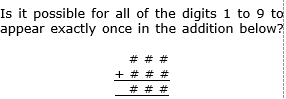 Is it possible for all of the digits 1 to 9 to
appear exactly once in the addition below?
# # #
+ # # #
# # #